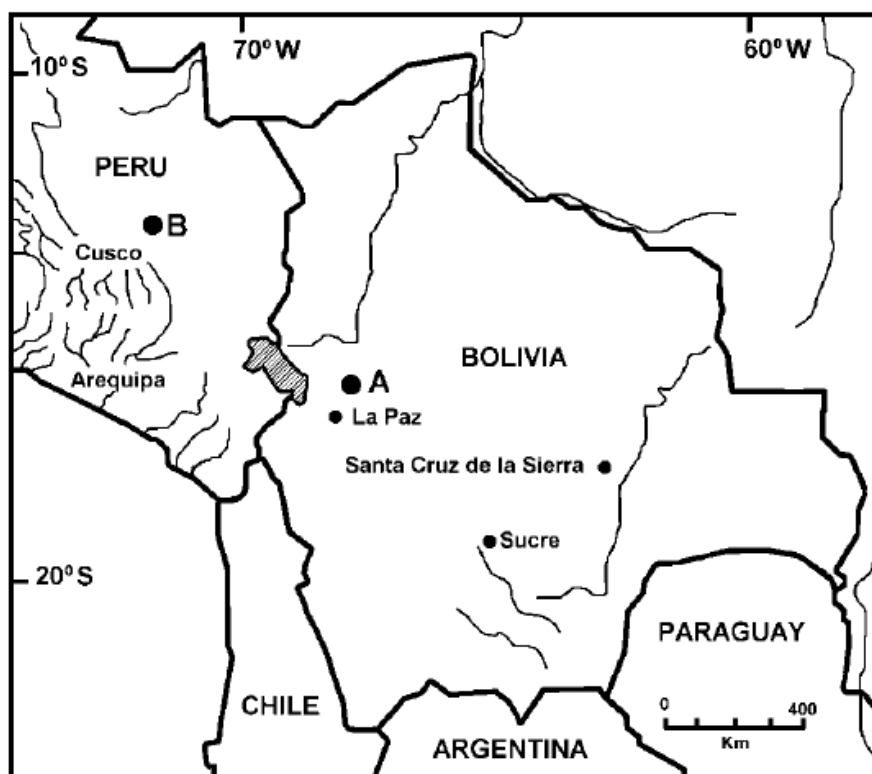 70°W
60°W
10°S
PERU
B
Cusco
BOLIVIA
Arequipa
A
La Paz
Santa Cruz de la Sierra
Sucre
20°S
PARAGUAY
CHILE
0 400
Km
ARGENTINA